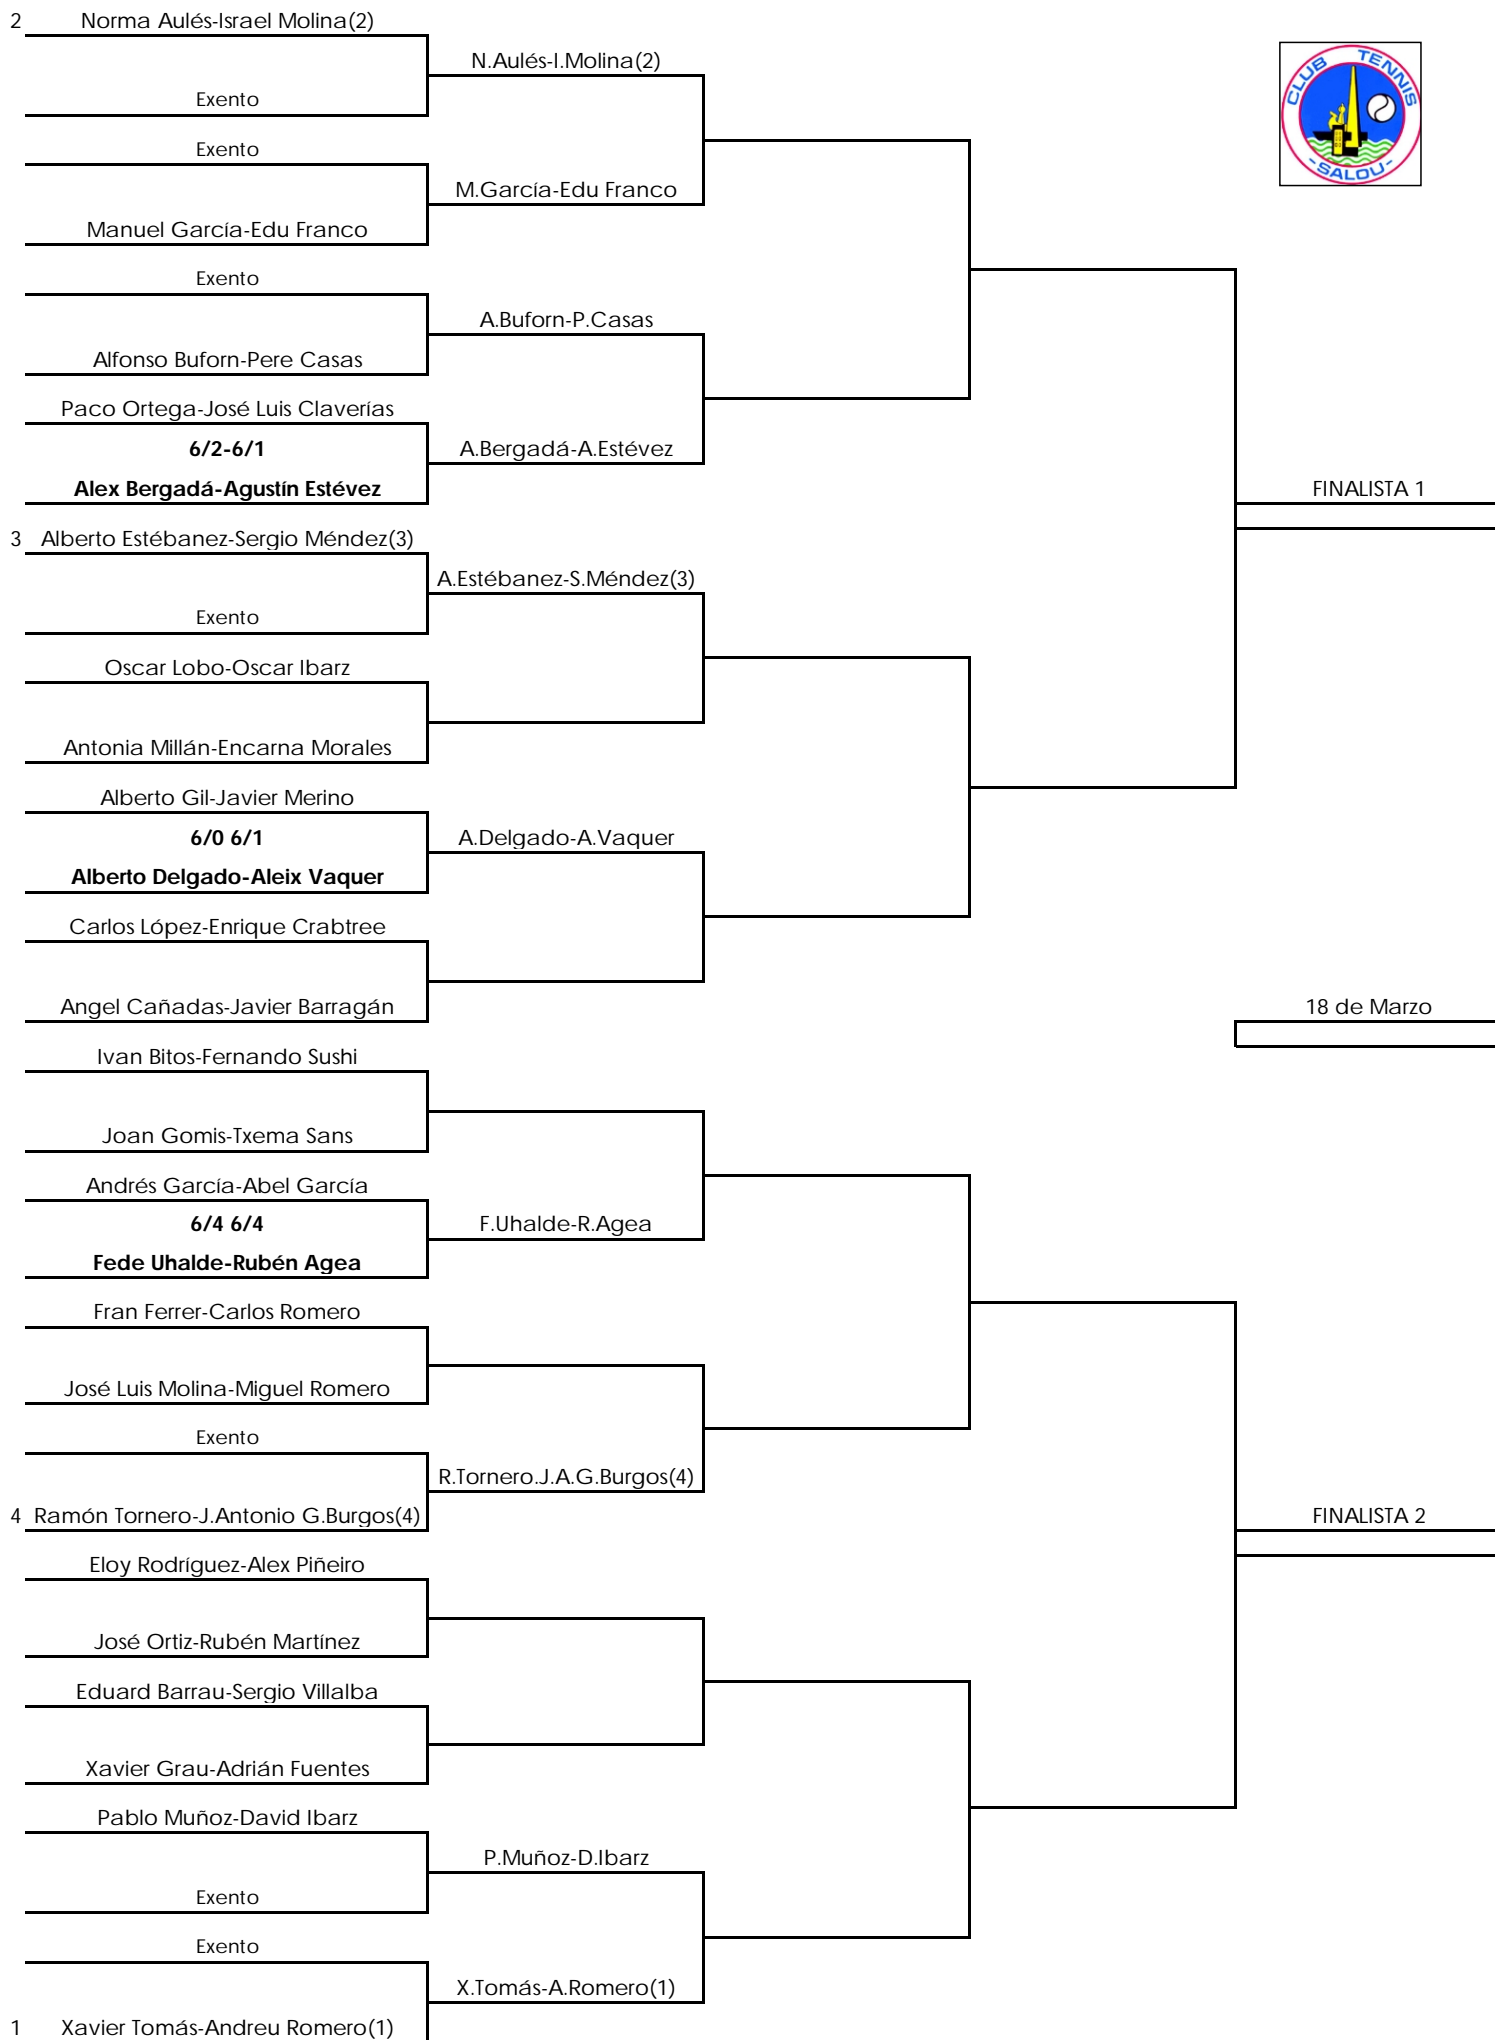 2 Norma Aulés-Israel Molina(2)
N.Aulés-I.Molina(2)
Exento
Exento
M.García-Edu Franco
Manuel García-Edu Franco
Exento
A.Buforn-P.Casas
Alfonso Buforn-Pere Casas
Paco Ortega-José Luis Claverías
6/2-6/1
A.Bergadá-A.Estévez
Alex Bergadá-Agustín Estévez
FINALISTA 1
3 Alberto Estébanez-Sergio Méndez(3)
A.Estébanez-S.Méndez(3)
Exento
Oscar Lobo-Oscar Ibarz
Antonia Millán-Encarna Morales
Alberto Gil-Javier Merino
6/0 6/1
A.Delgado-A.Vaquer
Alberto Delgado-Aleix Vaquer
Carlos López-Enrique Crabtree
Angel Cañadas-Javier Barragán
18 de Marzo
Ivan Bitos-Fernando Sushi
Joan Gomis-Txema Sans
Andrés García-Abel García
6/4 6/4
F.Uhalde-R.Agea
Fede Uhalde-Rubén Agea
Fran Ferrer-Carlos Romero
José Luis Molina-Miguel Romero
Exento
R.Tornero.J.A.G.Burgos(4)
4 Ramón Tornero-J.Antonio G.Burgos(4)
FINALISTA 2
Eloy Rodríguez-Alex Piñeiro
José Ortiz-Rubén Martínez
Eduard Barrau-Sergio Villalba
Xavier Grau-Adrián Fuentes
Pablo Muñoz-David Ibarz
P.Muñoz-D.Ibarz
Exento
Exento
X.Tomás-A.Romero(1)
1 Xavier Tomás-Andreu Romero(1)
CLUB TENNIS
-SALOU-